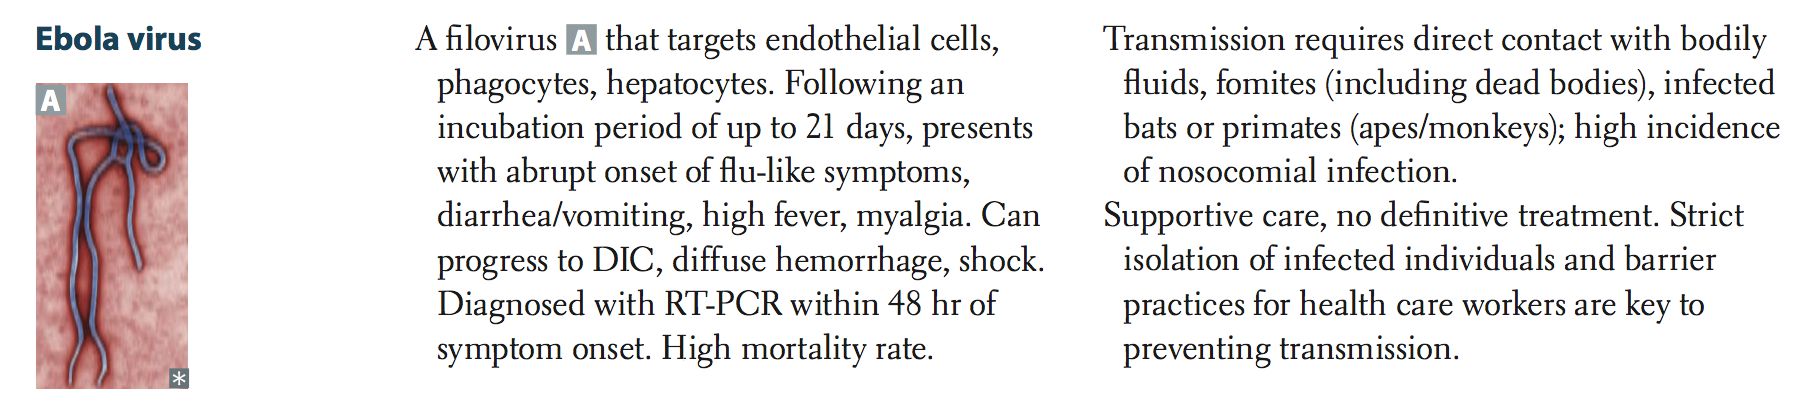 Ebola virus
A
*
A filovirus A that targets endothelial cells,
phagocytes, hepatocytes. Following an
incubation period of up to 21 days, presents
with abrupt onset of flu-like symptoms,
diarrhea/vomiting, high fever, myalgia. Can
progress to DIC, diffuse hemorrhage, shock.
Diagnosed with RT-PCR within 48 hr of
symptom onset. High mortality rate.
Transmission requires direct contact with bodily
fluids, fomites (including dead bodies), infected
bats or primates (apes/monkeys); high incidence
of nosocomial infection.
Supportive care, no definitive treatment. Strict
isolation of infected individuals and barrier
practices for health care workers are key to
preventing transmission.